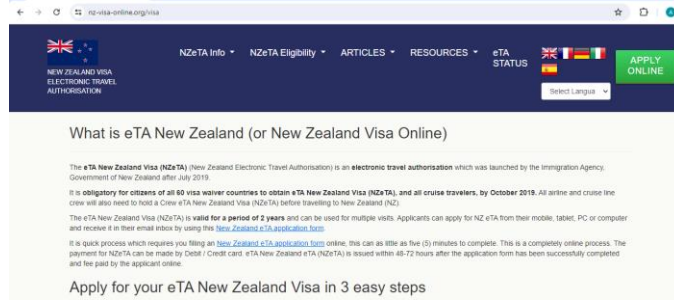 nz-visa-online.org/visa
NEW ZEALAND VISA
ELECTRONIC TRAVEL
AUTHORISATION
NZeTA Info
NZeTA Eligibility
ARTICLES
RESOURCES
eTA
STATUS
Select Langua
APPLY
ONLINE
What is eTA New Zealand (or New Zealand Visa Online)
The eTA New Zealand Visa (NZeTA) (New Zealand Electronic Travel Authorisation) is an electronic travel authorisation which was launched by the Immigration Agency,
Government of New Zealand after July 2019.
It is obligatory for citizens of all 60 visa waiver countries to obtain eTA New Zealand Visa (NZeTA), and all cruise travelers, by October 2019. All airline and cruise line
crew will also need to hold a Crew eTA New Zealand Visa (NZeTA) before travelling to New Zealand (NZ).
The eTA New Zealand Visa (NZeTA) is valid for a period of 2 years and can be used for multiple visits. Applicants can apply for NZ eTA from their mobile, tablet, PC or computer
and receive it in their email inbox by using this New Zealand eTA application form.
It is quick process which requires you filing an New Zealand eTA application form online, this can as little as five (5) minutes to complete. This is a completely online process. The
payment for NZeTA can be made by Debit / Credit card. eTA New Zealand eTA (NZeTA) is issued within 48-72 hours after the application form has been successfully completed
and fee paid by the applicant online.
Apply for your eTA New Zealand Visa in 3 easy steps